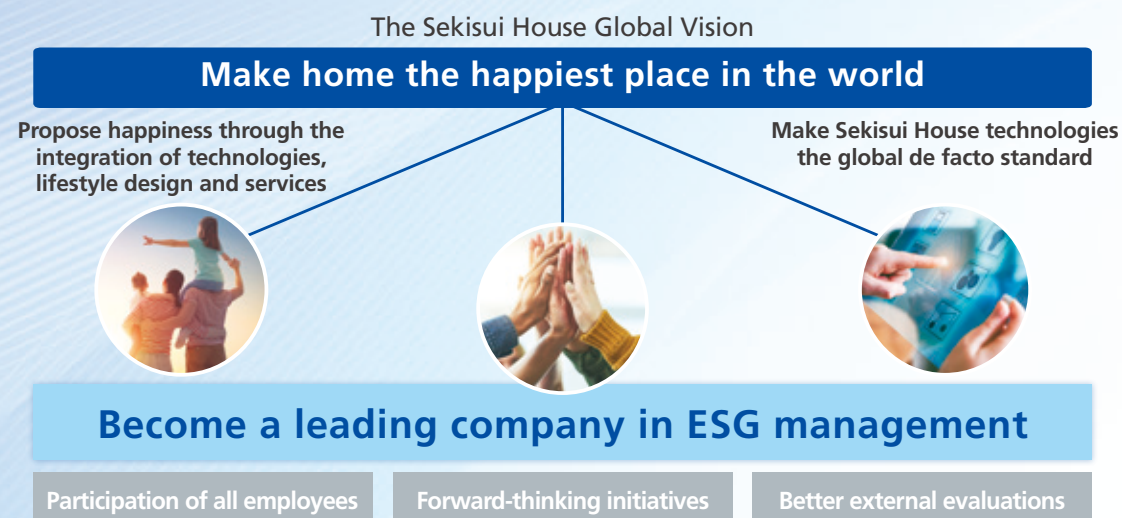 The Sekisui House Global Vision
Make home the happiest place in the world
Propose happiness through the
integration of technologies,
lifestyle design and services
Make Sekisui House technologies
the global de facto standard
Become a leading company in ESG management
Participation of all employees
Forward-thinking initiatives
Better external evaluations